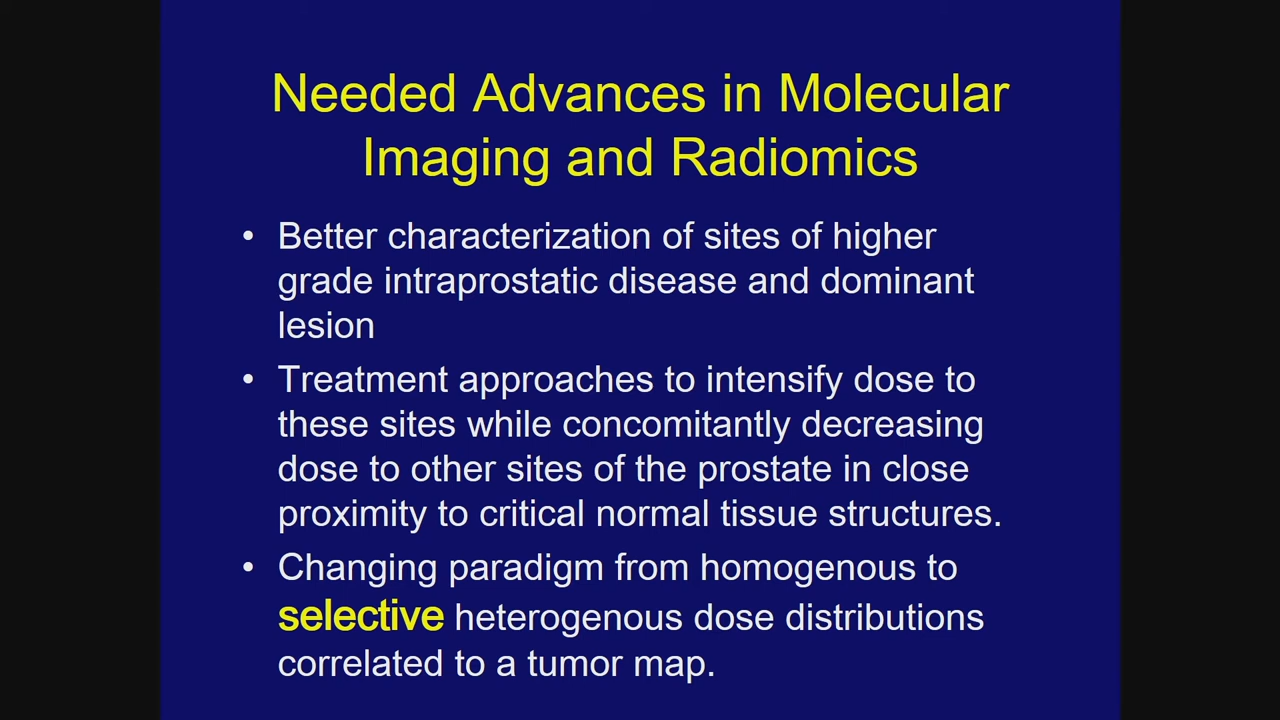 Needed Advances in Molecular
Imaging and Radiomics
• Better characterization of sites of higher
grade intraprostatic disease and dominant
lesion
• Treatment approaches to intensify dose to
these sites while concomitantly decreasing
dose to other sites of the prostate in close
proximity to critical normal tissue structures.
• Changing paradigm from homogenous to
selective heterogenous dose distributions
correlated to a tumor map.